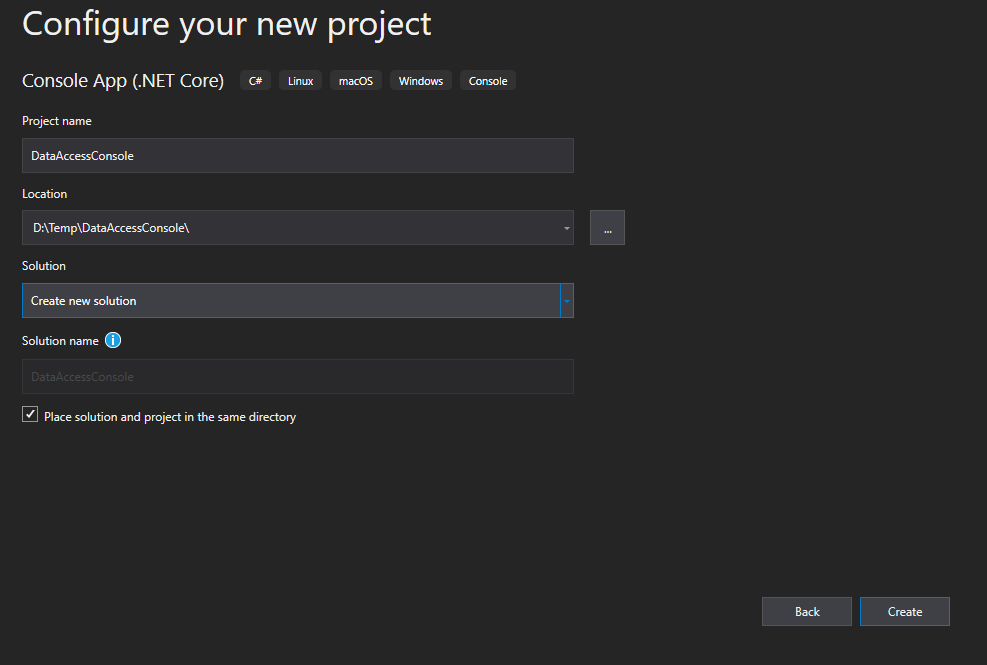 Configure your new project
Console App (.NET Core) C# Linux macOS Windows Console
Project name
DataAccessConsole
Location
D:\Temp\DataAccessConsole\
...
Solution
Create new solution
Solution name i
DataAccessConsole
Place solution and project in the same directory
Back Create